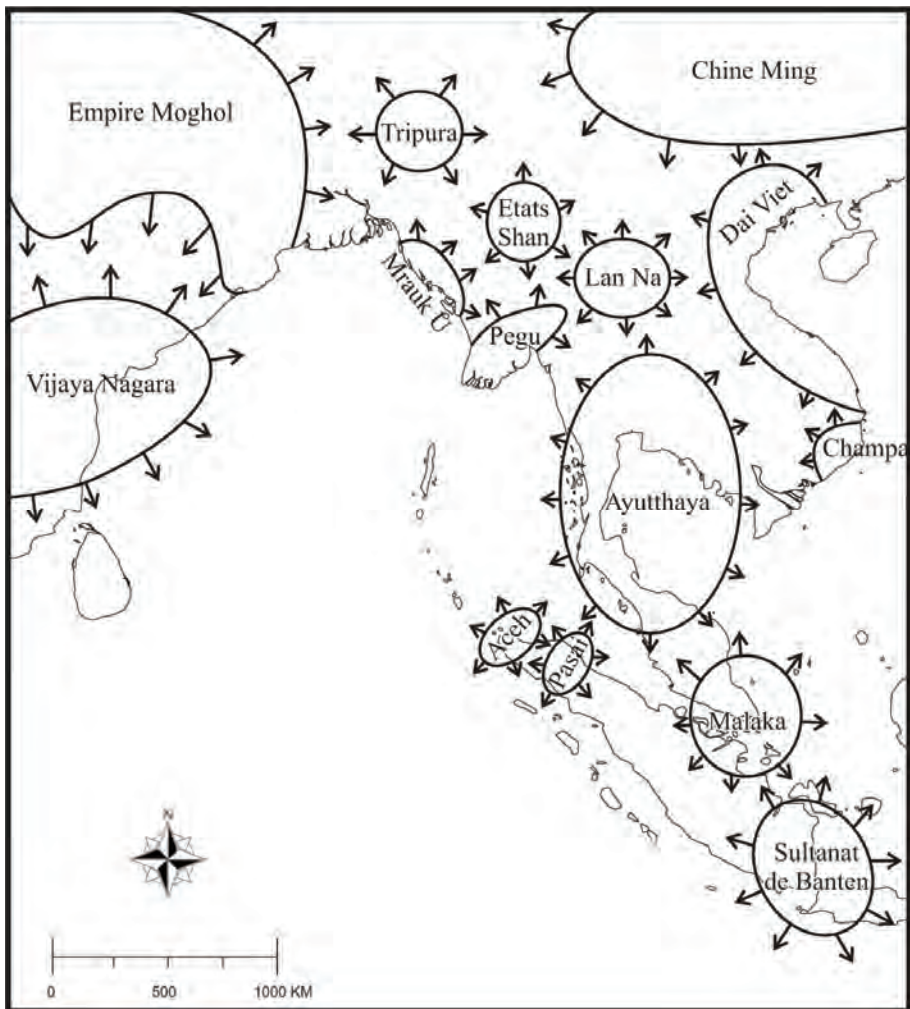 Chine Ming
Empire Moghol
Tripura
Etats
Shan
Dai Viet
Lan Na
Mrauk U
Pegu
Vijaya Nagara
Champa
Ayutthaya
Aceh
Pasai
Malaka
Sultanat
de Banten
N
0 500 1000 KM